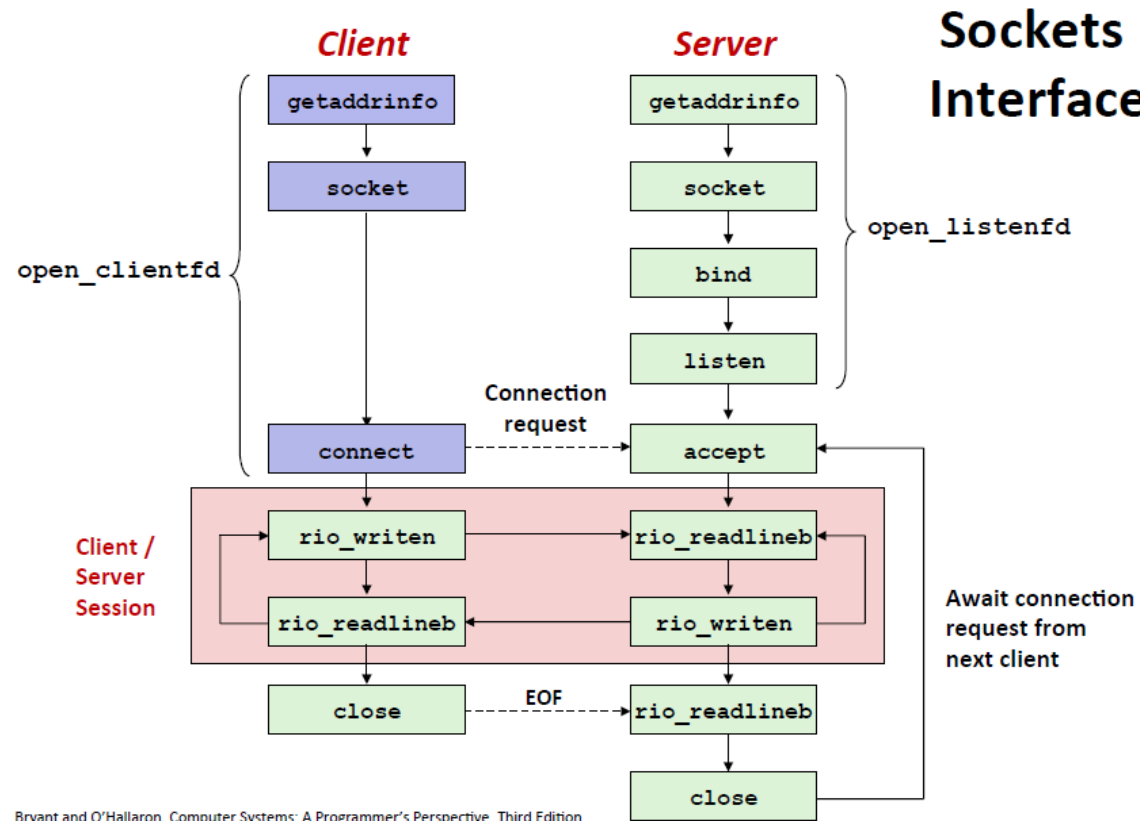 Client
Server
Sockets
Interface
getaddrinfo
getaddrinfo
socket
socket
open_clientfd
open_listenfd
bind
listen
Connection
request
connect
accept
Client /
Server
Session
rio_writen
rio_readlineb
rio_readlineb
rio_writen
Await connection
request from
next client
close
EOF
rio_readlineb
close
Bryant and O'Hallaron, Computer Systems: A Programmer's Perspective, Third Edition